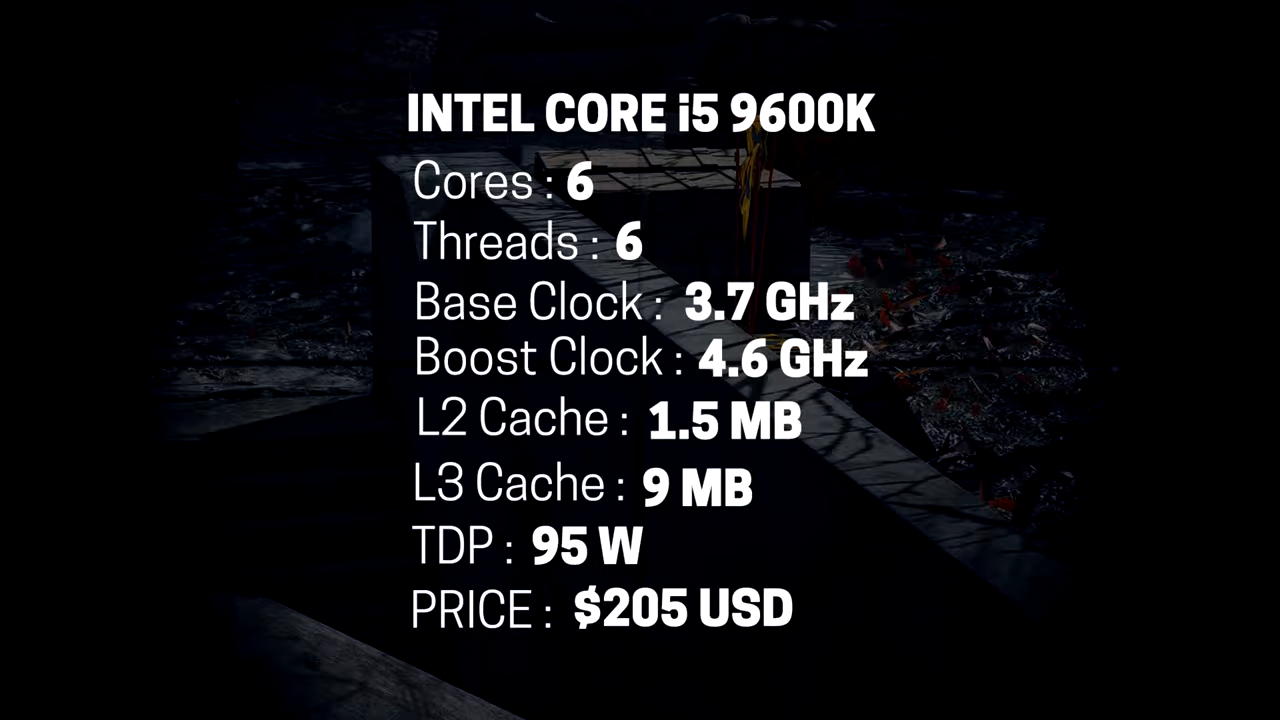 INTEL CORE i5 9600K
Cores : 6
Threads : 6
Base Clock : 3.7 GHz
Boost Clock : 4.6 GHz
L2 Cache : 1.5 MB
L3 Cache : 9 MB
TDP : 95 W
PRICE : $205 USD